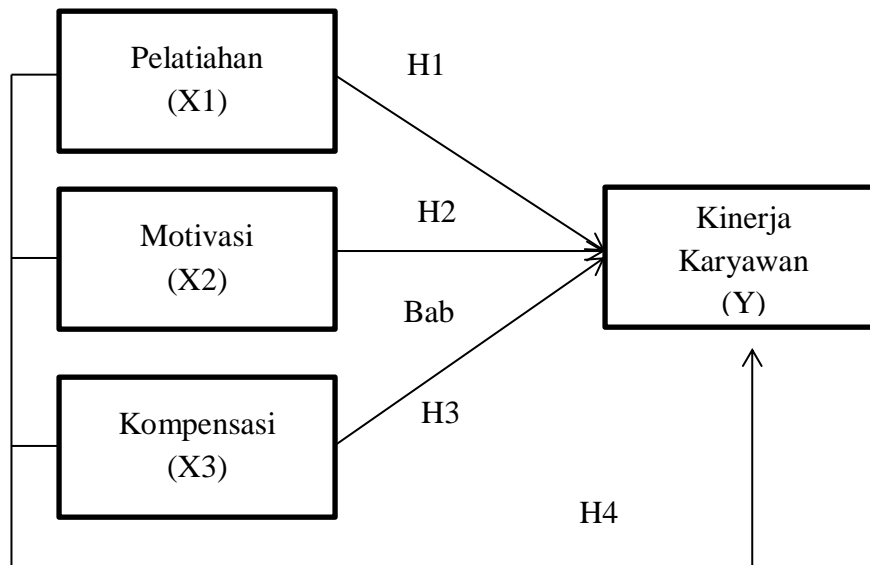 Pelatiahan
(X1)
H1
Motivasi
(X2)
H2
Kinerja
Karyawan
(Y)
Bab
Kompensasi
(X3)
H3
H4